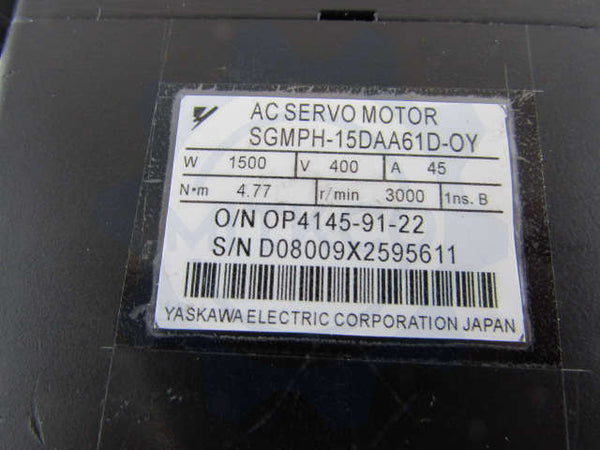 AC SERVO MOTOR
SGMPH-15DAA61D-OY
W 1500 V 400 A 45
N·m 4.77 r/min 3000 1ns. B
O/N OP4145-91-22
S/N D08009X2595611
YASKAWA ELECTRIC CORPORATION JAPAN